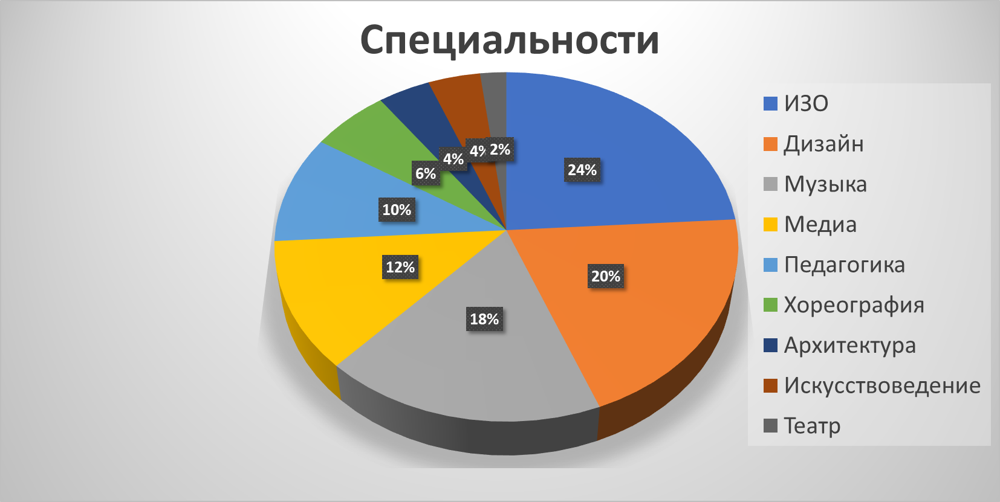 Специальности
24%
20%
18%
12%
10%
6%
4%
4%
2%
ИЗО
Дизайн
Музыка
Медиа
Педагогика
Хореография
Архитектура
Искусствоведение
Театр